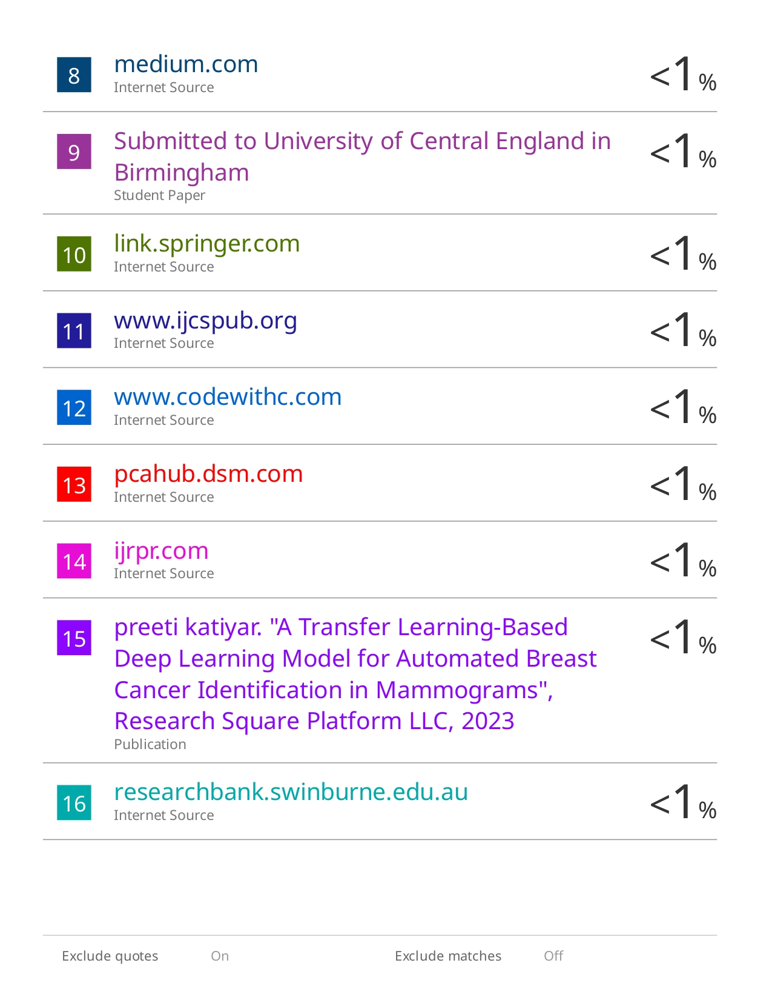 8 medium.com <1%
Internet Source
9 Submitted to University of Central England in <1%
Birmingham
Student Paper
10 link.springer.com <1%
Internet Source
11 www.ijcspub.org <1%
Internet Source
12 www.codewithc.com <1%
Internet Source
13 pcahub.dsm.com <1%
Internet Source
14 ijrpr.com <1%
Internet Source
15 preeti katiyar. "A Transfer Learning-Based <1%
Deep Learning Model for Automated Breast
Cancer Identification in Mammograms",
Research Square Platform LLC, 2023
Publication
16 researchbank.swinburne.edu.au <1%
Internet Source
Exclude quotes On Exclude matches Off